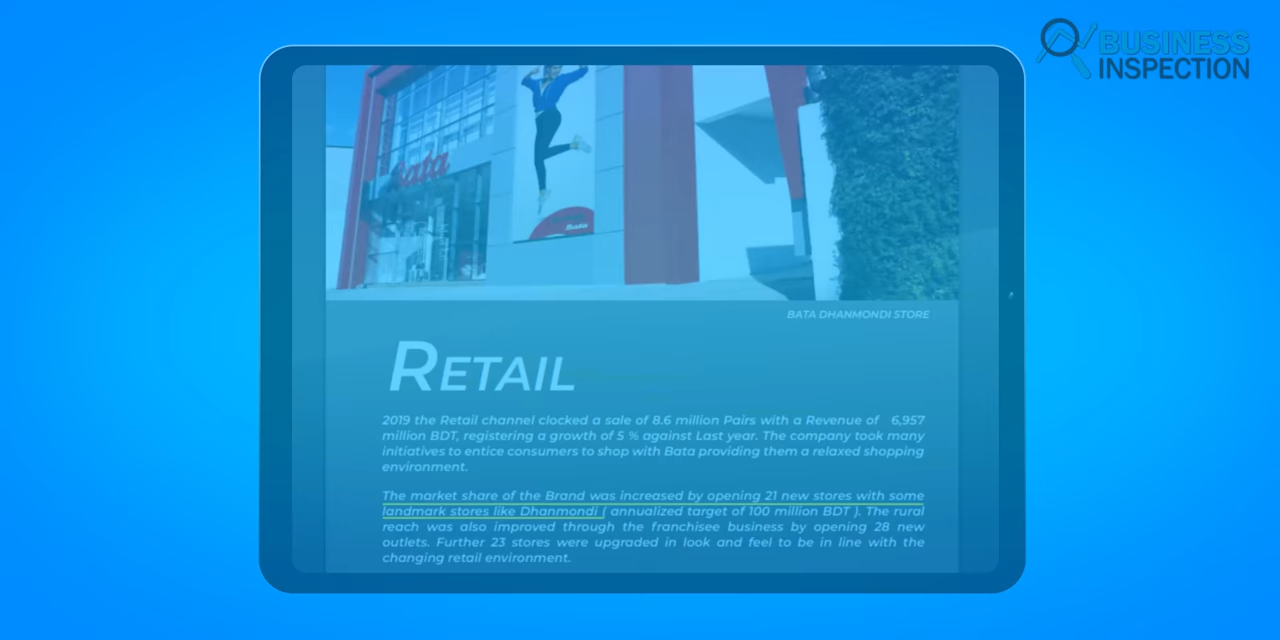 BUSINESS
INSPECTION
Bata
Bata
BATA DHANMONDI STORE
RETAIL
2019 the Retail channel clocked a sale of 8.6 million Pairs with a Revenue of 6,957
million BDT, registering a growth of 5 % against Last year. The company took many
initiatives to entice consumers to shop with Bata providing them a relaxed shopping
environment.
The market share of the Brand was increased by opening 21 new stores with some
landmark stores like Dhanmondi ( annualized target of 100 million BDT ). The rural
reach was also improved through the franchisee business by opening 28 new
outlets. Further 23 stores were upgraded in look and feel to be in line with the
changing retail environment.